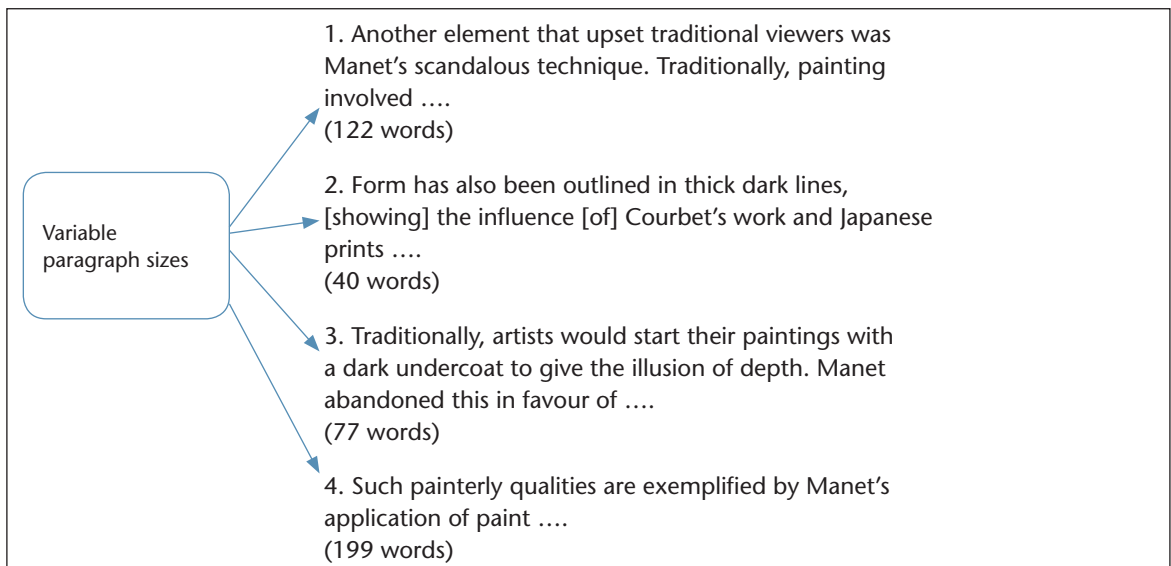 Variable
paragraph sizes
1. Another element that upset traditional viewers was
Manet’s scandalous technique. Traditionally, painting
involved ….
(122 words)
2. Form has also been outlined in thick dark lines,
[showing] the influence [of] Courbet’s work and Japanese
prints ….
(40 words)
3. Traditionally, artists would start their paintings with
a dark undercoat to give the illusion of depth. Manet
abandoned this in favour of ….
(77 words)
4. Such painterly qualities are exemplified by Manet’s
application of paint ….
(199 words)